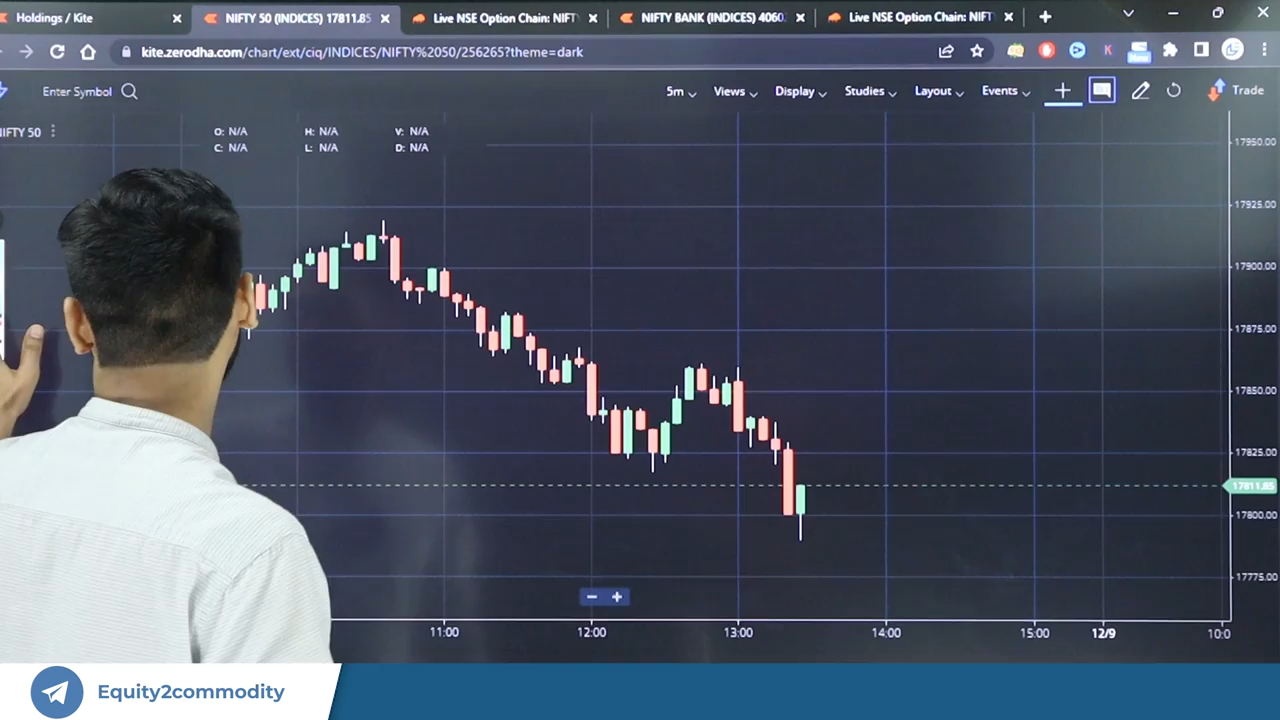 Holdings / Kite
NIFTY 50 (INDICES) 17811.85
Live NSE Option Chain: NIFT
NIFTY BANK (INDICES) 4060
Live NSE Option Chain: NIFT
kite.zerodha.com/chart/ext/ciq/INDICES/NIFTY%2050/256265?theme=dark
K
New
Enter Symbol
5m Views Display Studies Layout Events Trade
NIFTY 50
O: N/A H: N/A V: N/A
C: N/A L: N/A D: N/A
17950.00
17925.00
17900.00
17875.00
17850.00
17825.00
17811.85
17800.00
17775.00
11:00 12:00 13:00 14:00 15:00 12/9 10:0
Equity2commodity